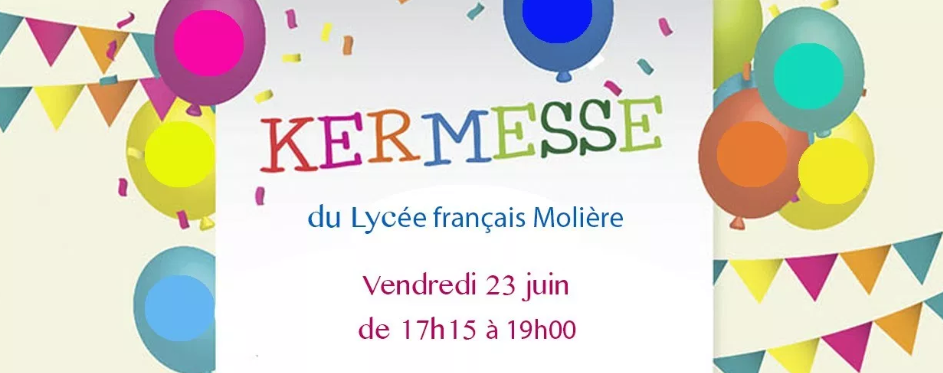 KERMESSE
du Lycée français Molière
Vendredi 23 juin
de 17h15 à 19h00